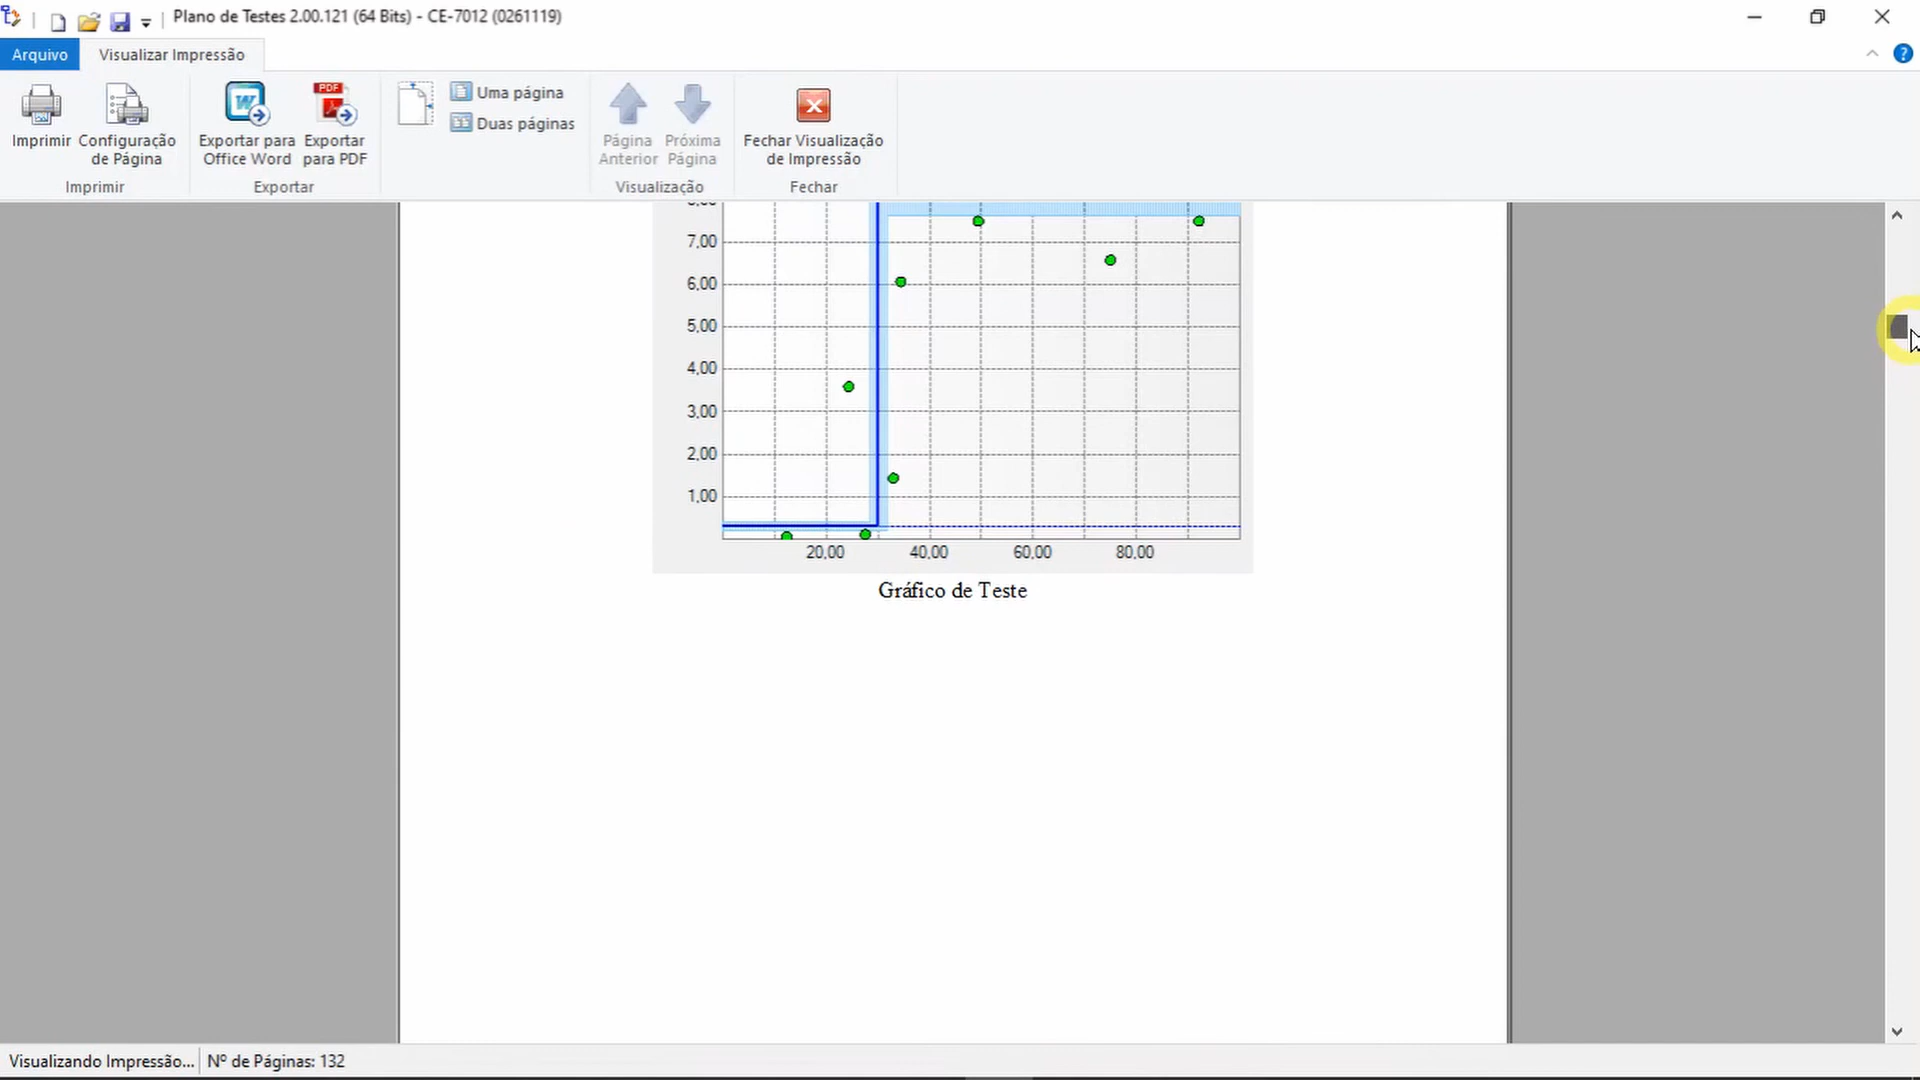 Plano de Testes 2.00.121 (64 Bits) - CE-7012 (0261119)
Arquivo
Visualizar Impressão
Imprimir
Configuração
de Página
Exportar para
Office Word
Exportar
para PDF
PDF
Uma página
Duas páginas
Página
Anterior
Próxima
Página
Fechar Visualização
de Impressão
Imprimir
Exportar
Visualização
Fechar
8,00
7,00
6,00
5,00
4,00
3,00
2,00
1,00
20,00
40,00
60,00
80,00
Gráfico de Teste
Visualizando Impressão...
Nº de Páginas: 132